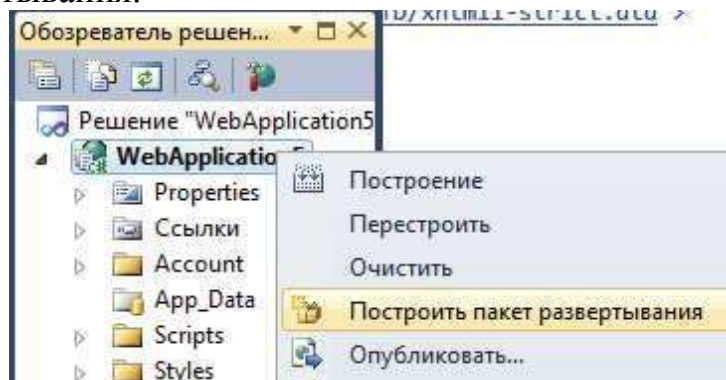 тывания.
Обозреватель решен...
TD/xhtml1-strict.dtd">
Решение "WebApplication5
WebApplicatio
Properties
Построение
Ссылки
Перестроить
Account
Очистить
App_Data
Построить пакет развертывания
Scripts
Опубликовать...
Styles